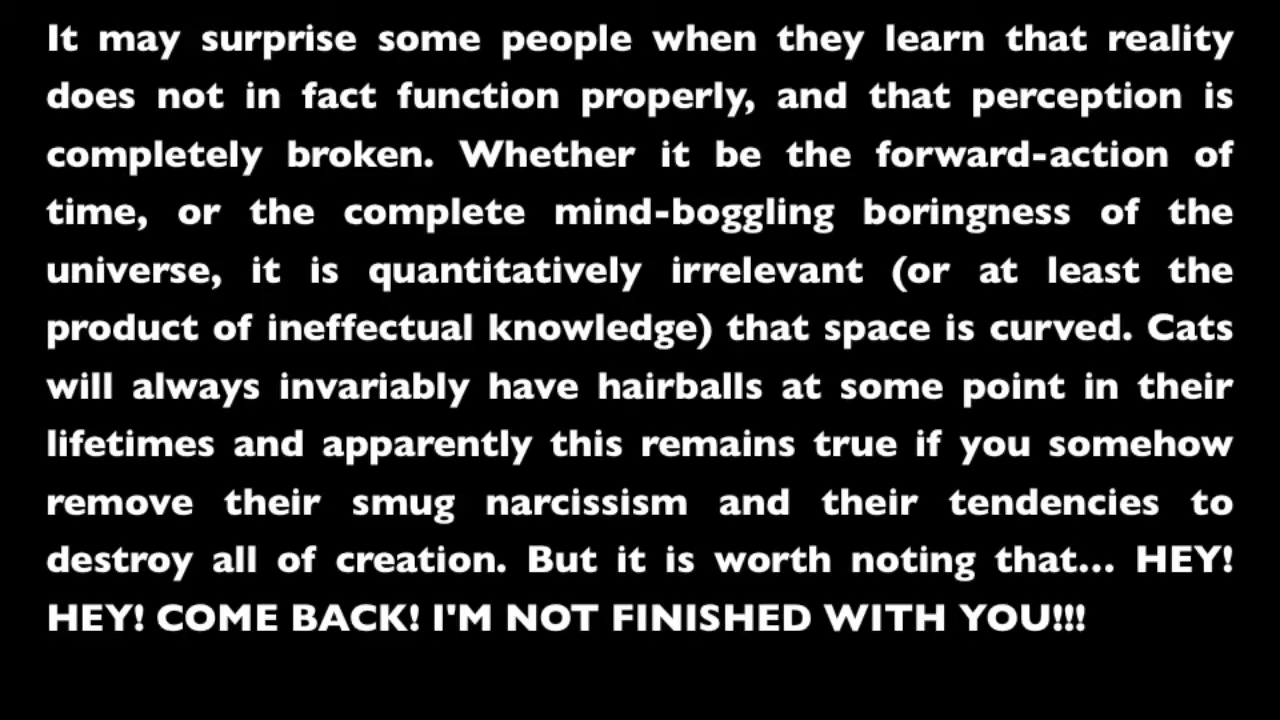 It may surprise some people when they learn that reality
does not in fact function properly, and that perception is
completely broken. Whether it be the forward-action of
time, or the complete mind-boggling boringness of the
universe, it is quantitatively irrelevant (or at least the
product of ineffectual knowledge) that space is curved. Cats
will always invariably have hairballs at some point in their
lifetimes and apparently this remains true if you somehow
remove their smug narcissism and their tendencies to
destroy all of creation. But it is worth noting that... HEY!
HEY! COME BACK! I'M NOT FINISHED WITH YOU!!!